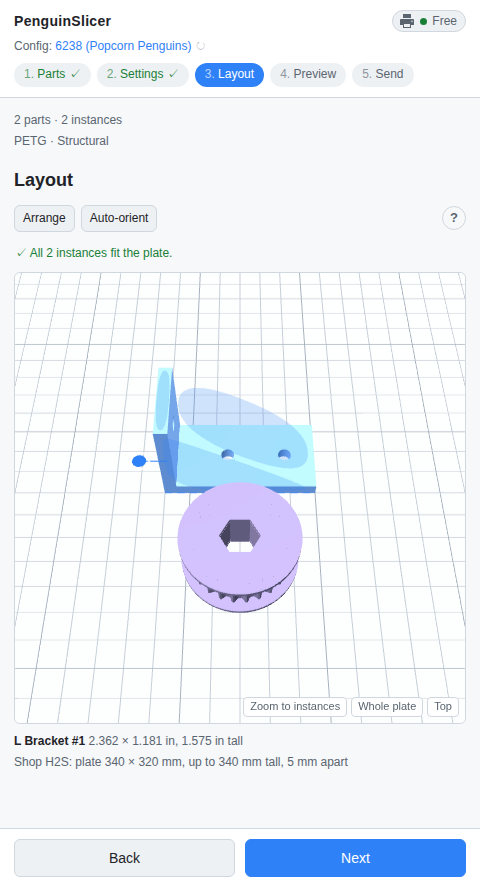 PenguinSlicer
Free
Config: 6238 (Popcorn Penguins)
1. Parts ✓
2. Settings ✓
3. Layout
4. Preview
5. Send
2 parts · 2 instances
PETG · Structural
Layout
Arrange
Auto-orient
?
✓ All 2 instances fit the plate.
Zoom to instances
Whole plate
Top
L Bracket #1 2.362 × 1.181 in, 1.575 in tall
Shop H2S: plate 340 × 320 mm, up to 340 mm tall, 5 mm apart
Back
Next